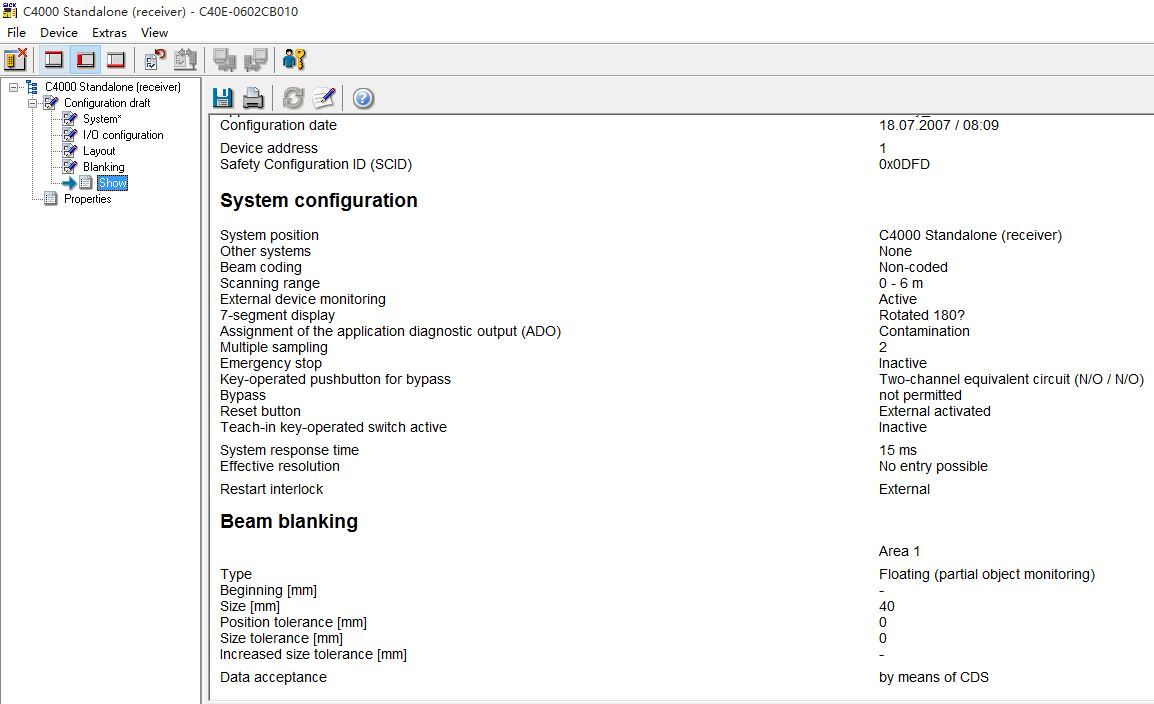 SICK
C4000 Standalone (receiver) - C40E-0602CB010
File Device Extras View
C4000 Standalone (receiver)
Configuration draft
System*
I/O configuration
Layout
Blanking
Show
Properties
Configuration date 18.07.2007 / 08:09
Device address 1
Safety Configuration ID (SCID) 0x0DFD
System configuration
System position C4000 Standalone (receiver)
Other systems None
Beam coding Non-coded
Scanning range 0 - 6 m
External device monitoring Active
7-segment display Rotated 180?
Assignment of the application diagnostic output (ADO) Contamination
Multiple sampling 2
Emergency stop Inactive
Key-operated pushbutton for bypass Two-channel equivalent circuit (N/O / N/O)
Bypass not permitted
Reset button External activated
Teach-in key-operated switch active Inactive
System response time 15 ms
Effective resolution No entry possible
Restart interlock External
Beam blanking
Area 1
Type Floating (partial object monitoring)
Beginning [mm] -
Size [mm] 40
Position tolerance [mm] 0
Size tolerance [mm] 0
Increased size tolerance [mm] -
Data acceptance by means of CDS